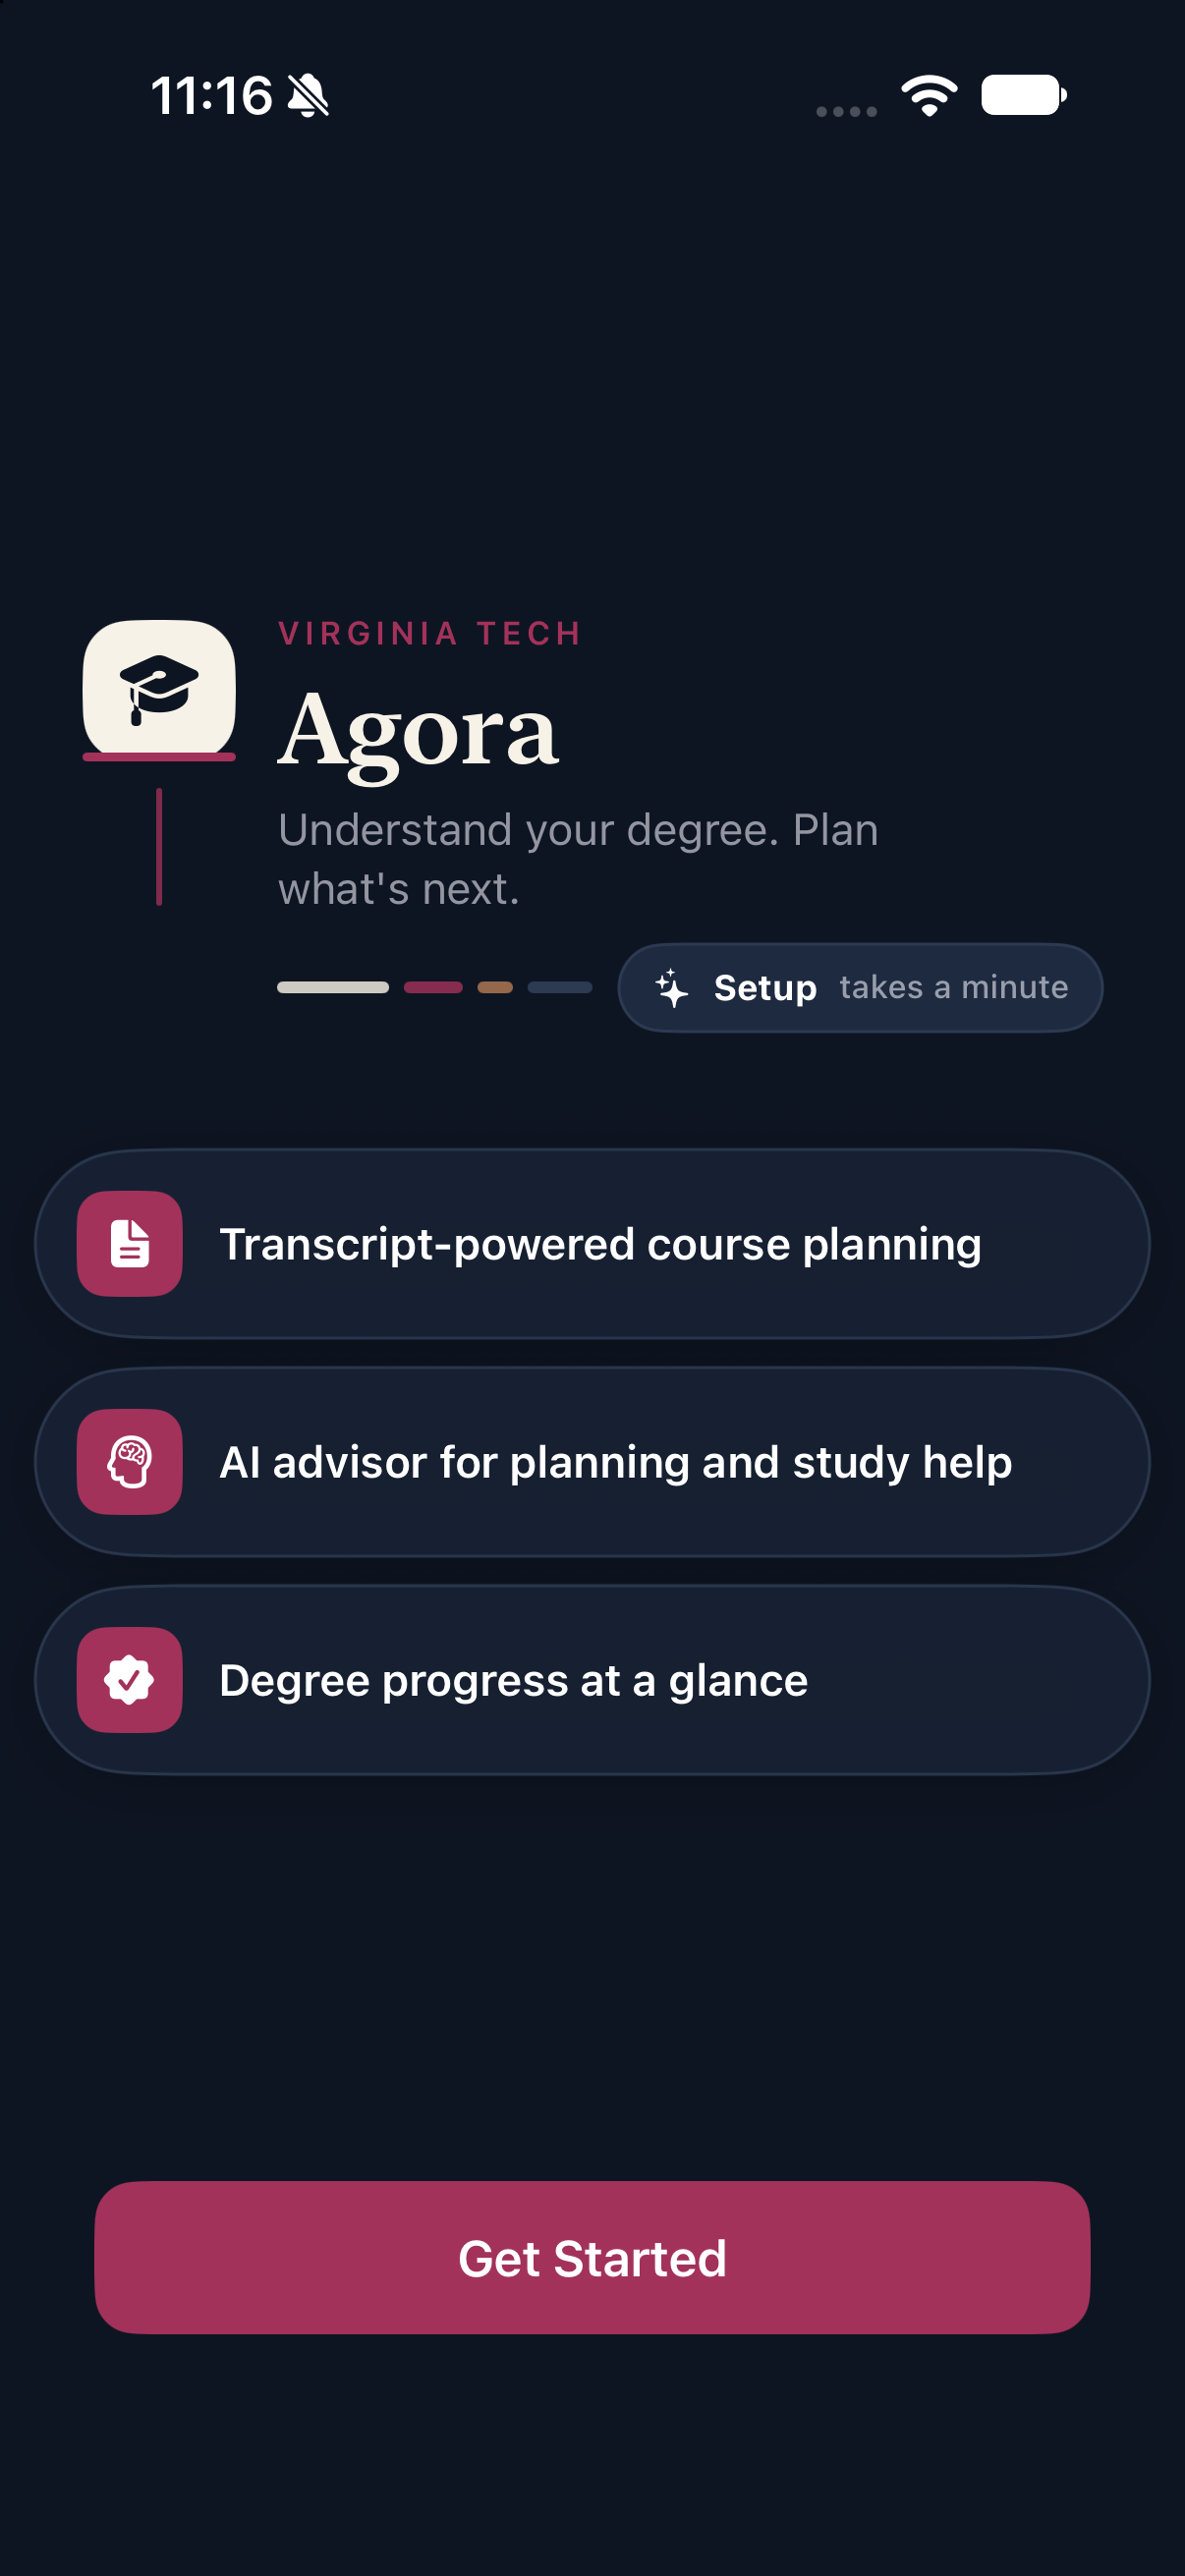 11:16
VIRGINIA TECH
Agora
Understand your degree. Plan
what's next.
Setup takes a minute
Transcript-powered course planning
AI advisor for planning and study help
Degree progress at a glance
Get Started